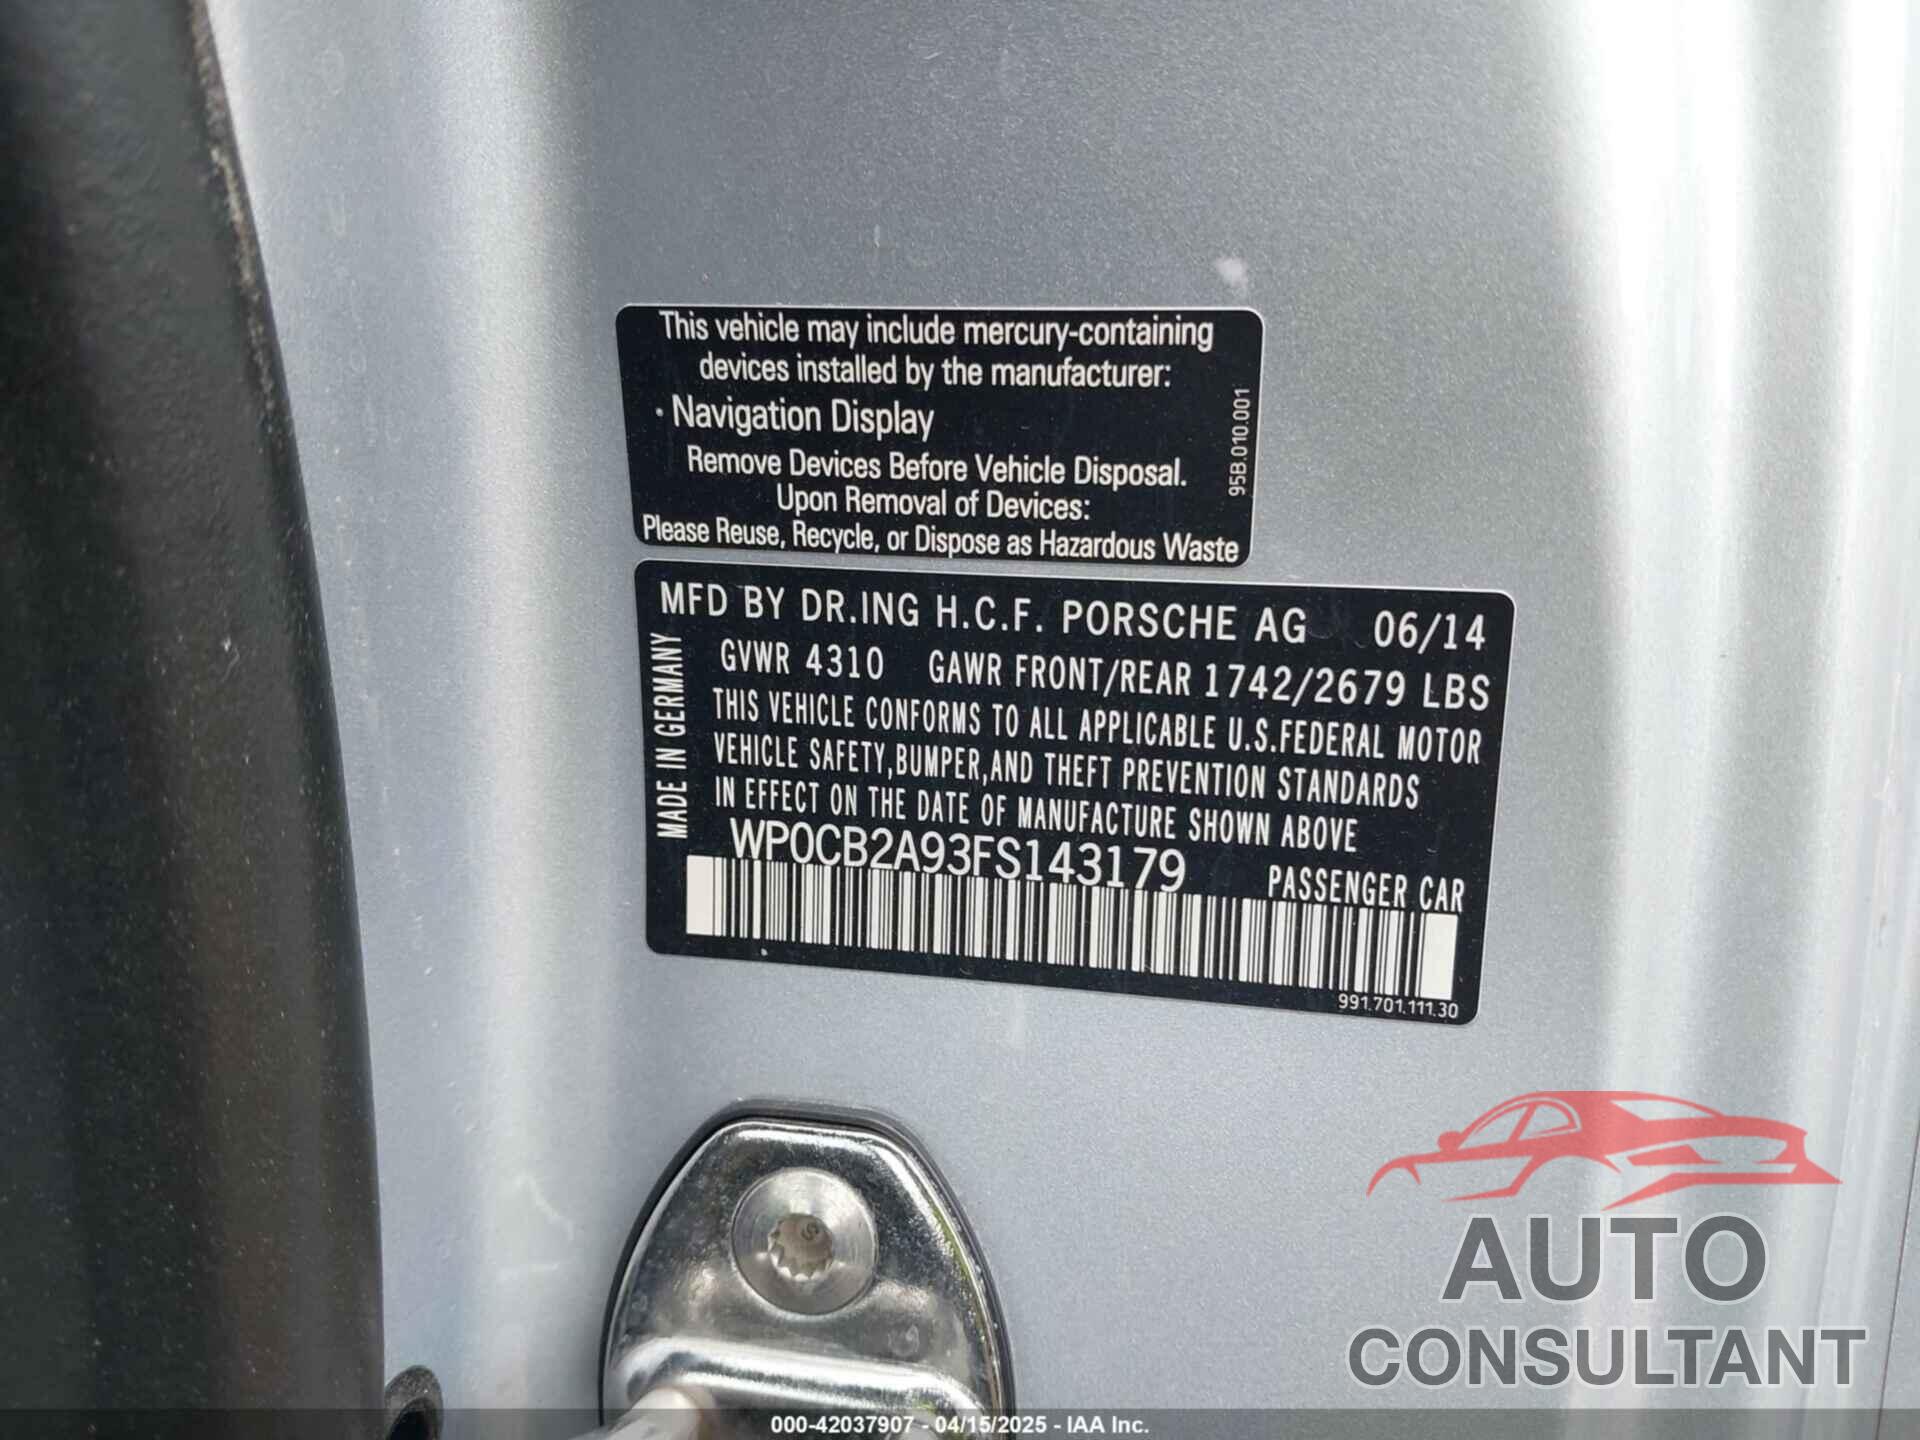 This vehicle may include mercury-containing
devices installed by the manufacturer:
· Navigation Display
Remove Devices Before Vehicle Disposal.
Upon Removal of Devices:
Please Reuse, Recycle, or Dispose as Hazardous Waste
95B.010.001
MFD BY DR.ING H.C.F. PORSCHE AG 06/14
GVWR 4310 GAWR FRONT/REAR 1742/2679 LBS
THIS VEHICLE CONFORMS TO ALL APPLICABLE U.S.FEDERAL MOTOR
VEHICLE SAFETY,BUMPER,AND THEFT PREVENTION STANDARDS
IN EFFECT ON THE DATE OF MANUFACTURE SHOWN ABOVE
MADE IN GERMANY
WP0CB2A93FS143179
PASSENGER CAR
991.701.111.30
S
AUTO
CONSULTANT
000-42037907 - 04/15/2025 - IAA Inc.